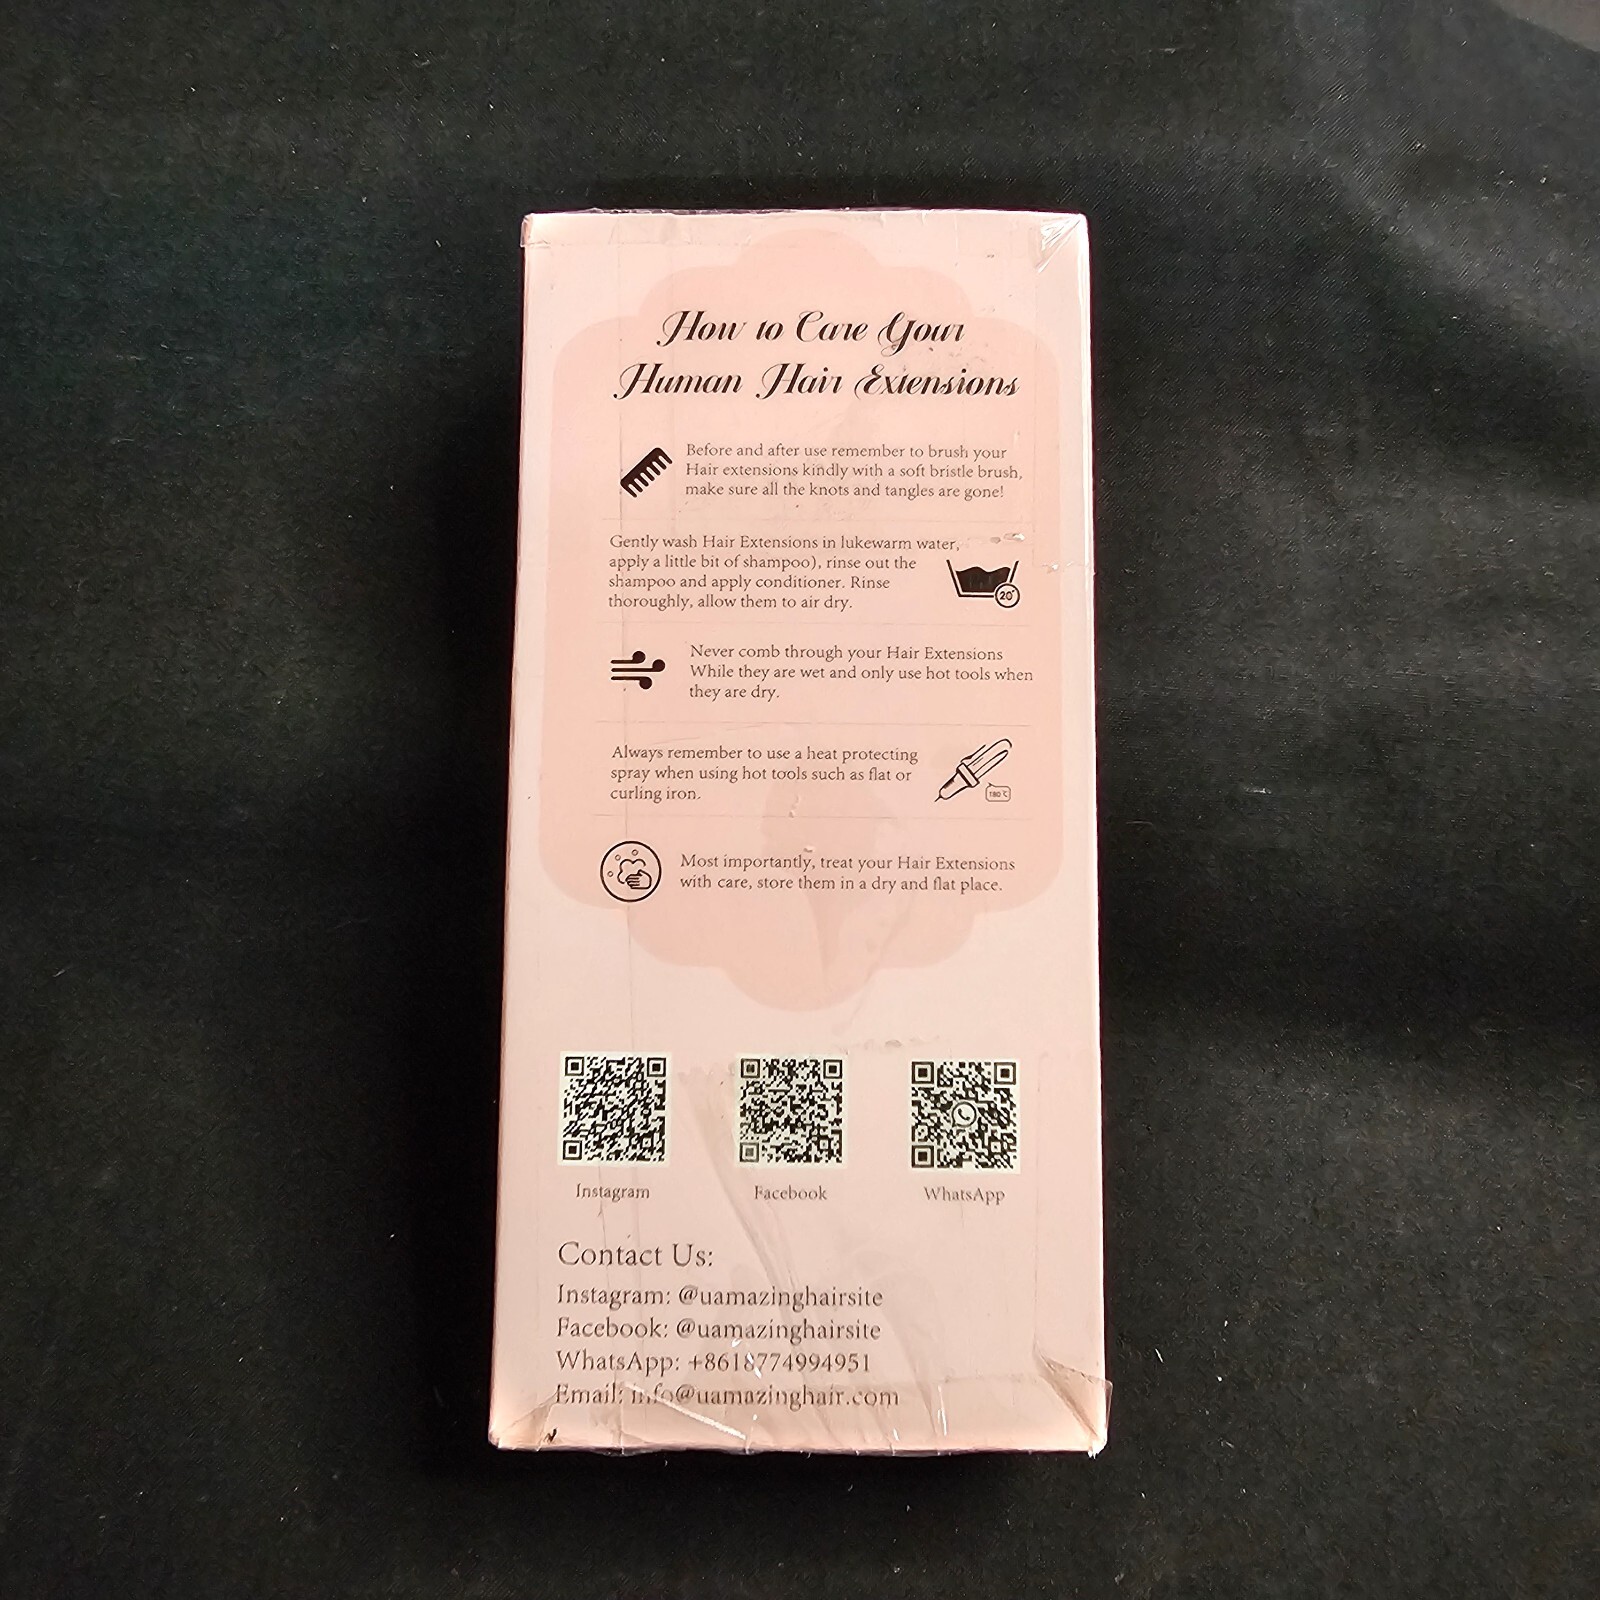 How to Care Your
Human Hair Extensions
Before and after use remember to brush your
Hair extensions kindly with a soft bristle brush,
make sure all the knots and tangles are gone!
Gently wash Hair Extensions in lukewarm water,
apply a little bit of shampoo), rinse out the
shampoo and apply conditioner. Rinse
thoroughly, allow them to air dry.
20°
Never comb through your Hair Extensions
While they are wet and only use hot tools when
they are dry.
Always remember to use a heat protecting
spray when using hot tools such as flat or
curling iron.
180 ℃
Most importantly, treat your Hair Extensions
with care, store them in a dry and flat place.
Instagram Facebook WhatsApp
Contact Us:
Instagram: @uamazinghairsite
Facebook: @uamazinghairsite
WhatsApp: +8618774994951
Email: info@uamazinghair.com